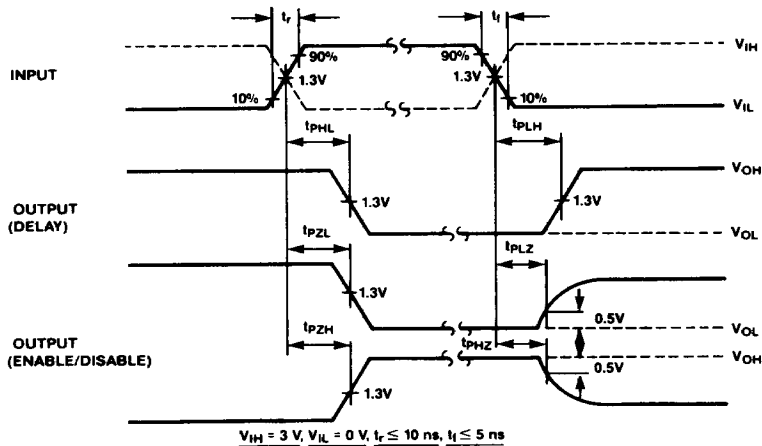 tr tf
VIH
90% 90%
INPUT 1.3V 1.3V
10% 10%
VIL
tPHL tPLH
VOH
1.3V 1.3V
OUTPUT
(DELAY)
VOL
tPZL tPLZ
1.3V
0.5V
VOL
tPZH tPHZ
OUTPUT
(ENABLE/DISABLE)
VOH
0.5V
1.3V
VIH = 3 V, VIL = 0 V, tr ≤ 10 ns, tf ≤ 5 ns